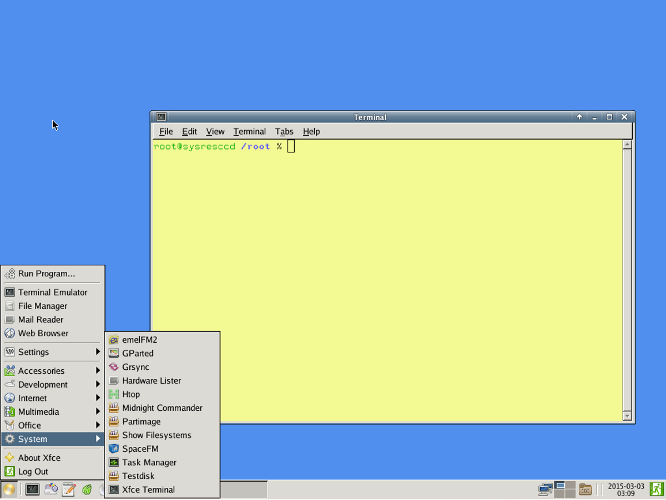 Terminal
File Edit View Terminal Tabs Help
root@sysresccd /root %
Run Program...
Terminal Emulator
File Manager
Mail Reader
Web Browser
Settings
Accessories
Development
Internet
Multimedia
Office
System
About Xfce
Log Out
emelFM2
GParted
Grsync
Hardware Lister
Htop
Midnight Commander
Partimage
Show Filesystems
SpaceFM
Task Manager
Testdisk
Xfce Terminal
2015-03-03
03:09